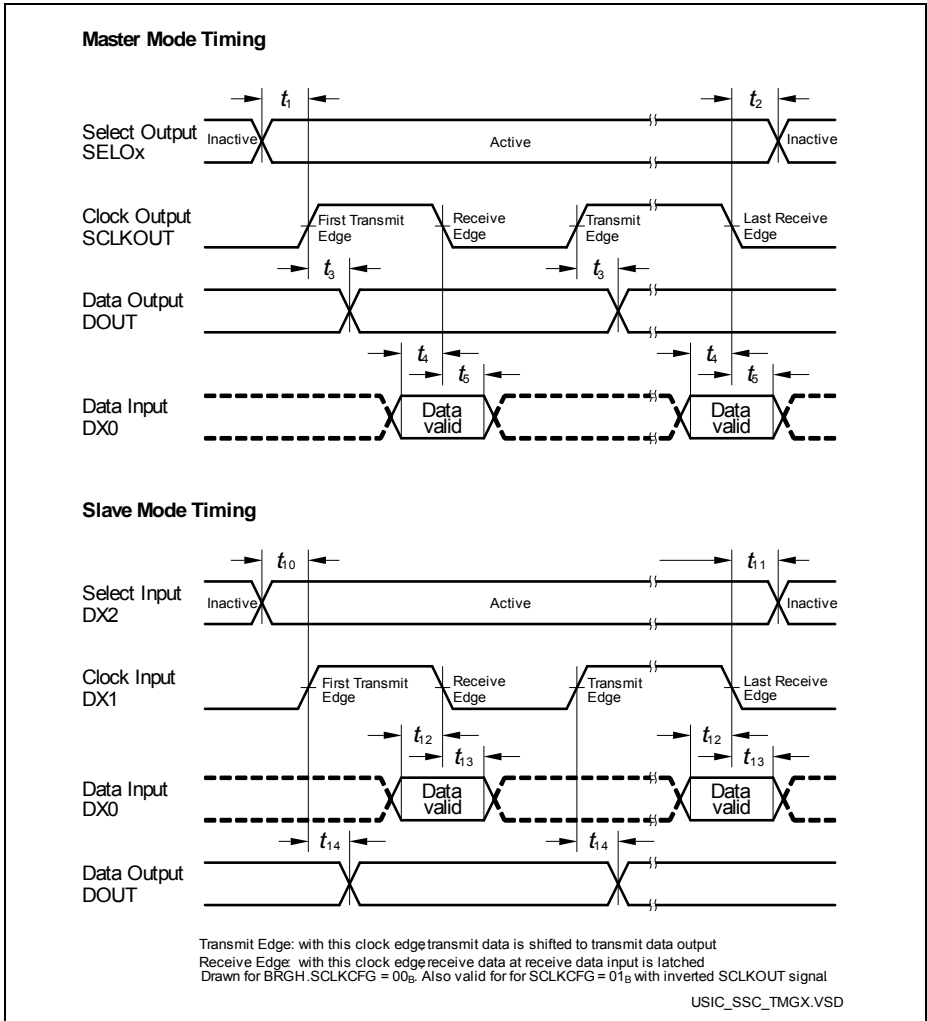 Master Mode Timing
t1
t2
Select Output
SELOx
Inactive
Active
Inactive
Clock Output
SCLKOUT
First Transmit
Edge
Receive
Edge
Transmit
Edge
Last Receive
Edge
t3
t3
Data Output
DOUT
t4
t5
t4
t5
Data Input
DX0
Data
valid
Data
valid
Slave Mode Timing
t10
t11
Select Input
DX2
Inactive
Active
Inactive
Clock Input
DX1
First Transmit
Edge
Receive
Edge
Transmit
Edge
Last Receive
Edge
t12
t13
t12
t13
Data Input
DX0
Data
valid
Data
valid
t14
t14
Data Output
DOUT
Transmit Edge: with this clock edge,transmit data is shifted to transmit data output
Receive Edge: with this clock edge,receive data at receive data input is latched
Drawn for BRGH.SCLKCFG = 00B. Also valid for for SCLKCFG = 01B with inverted SCLKOUT signal.
USIC_SSC_TMGX.VSD